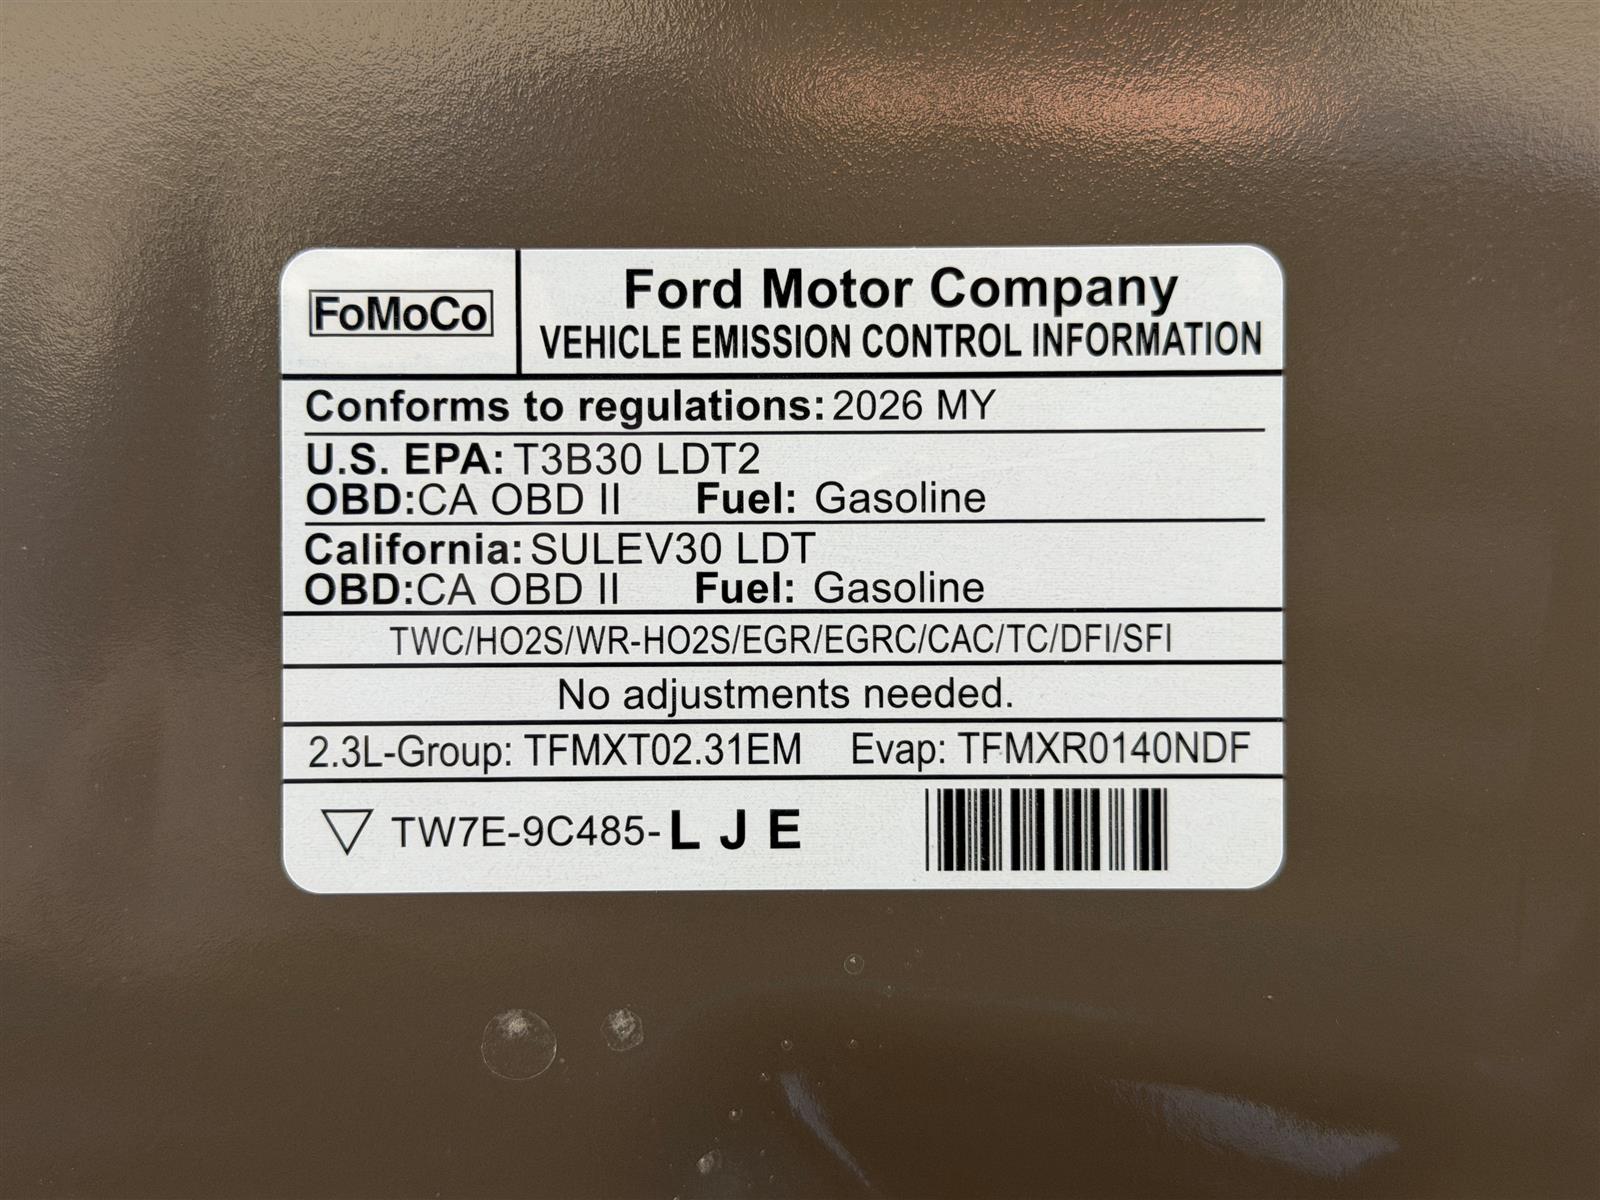 FoMoCo
Ford Motor Company
VEHICLE EMISSION CONTROL INFORMATION
Conforms to regulations: 2026 MY
U.S. EPA: T3B30 LDT2
OBD:CA OBD II Fuel: Gasoline
California: SULEV30 LDT
OBD:CA OBD II Fuel: Gasoline
TWC/HO2S/WR-HO2S/EGR/EGRC/CAC/TC/DFI/SFI
No adjustments needed.
2.3L-Group: TFMXT02.31EM Evap: TFMXR0140NDF
TW7E-9C485-L J E